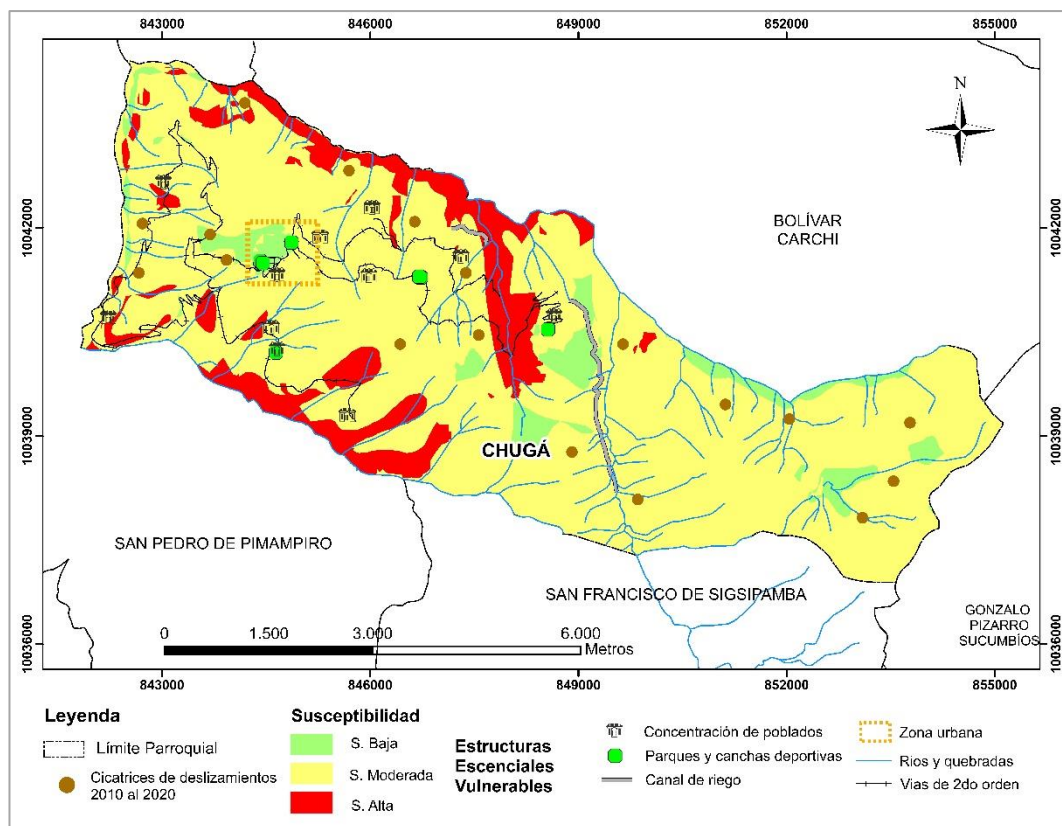 843000 846000 849000 852000 855000
N
10042000
10042000
BOLÍVAR
CARCHI
10039000
10039000
CHUGÁ
SAN PEDRO DE PIMAMPIRO
SAN FRANCISCO DE SIGSIPAMBA
GONZALO
PIZARRO
SUCUMBÍOS
10036000
10036000
0 1.500 3.000 6.000
Metros
843000 846000 849000 852000 855000
Leyenda
Límite Parroquial
Cicatrices de deslizamientos
2010 al 2020
Susceptibilidad
S. Baja
S. Moderada
S. Alta
Estructuras
Escenciales
Vulnerables
Concentración de poblados
Parques y canchas deportivas
Canal de riego
Zona urbana
Rios y quebradas
Vias de 2do orden